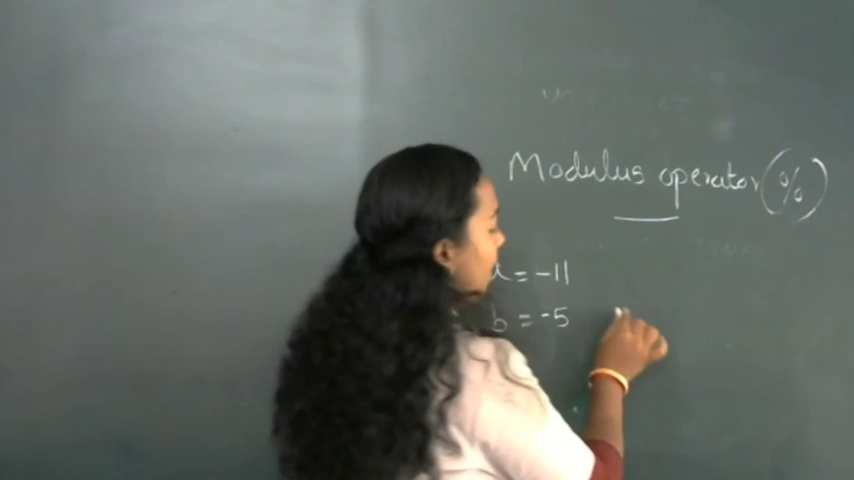 Modulus operator (%)
a = -11
b = -5